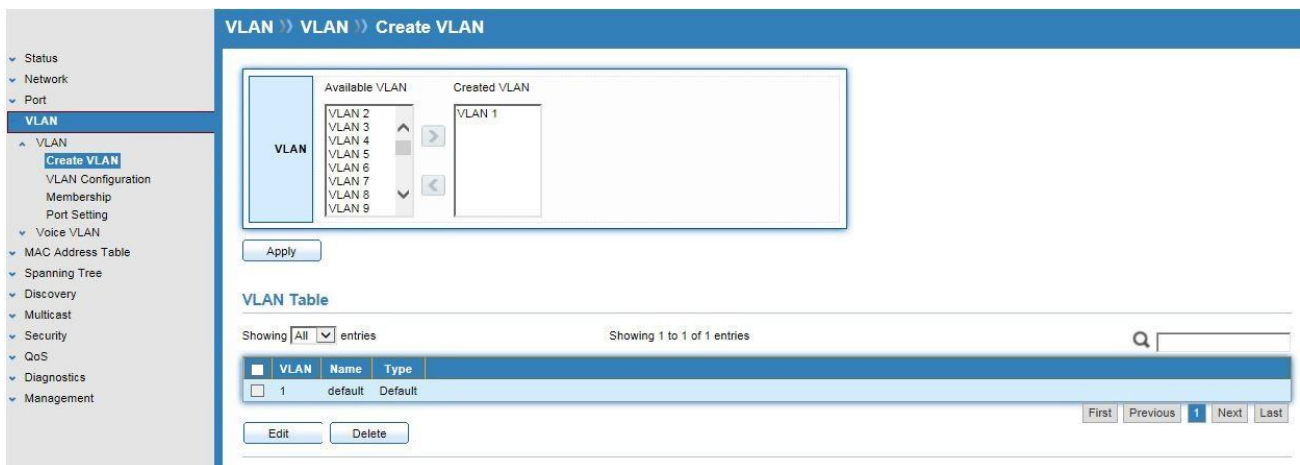 VLAN 》 VLAN 》 Create VLAN
Status
Network
Port
VLAN
VLAN
Create VLAN
VLAN Configuration
Membership
Port Setting
Voice VLAN
MAC Address Table
Spanning Tree
Discovery
Multicast
Security
QoS
Diagnostics
Management
Available VLAN Created VLAN
VLAN
VLAN 2
VLAN 3
VLAN 4
VLAN 5
VLAN 6
VLAN 7
VLAN 8
VLAN 9
VLAN 1
Apply
VLAN Table
Showing All entries Showing 1 to 1 of 1 entries
VLAN Name Type
1 default Default
First Previous 1 Next Last
Edit Delete